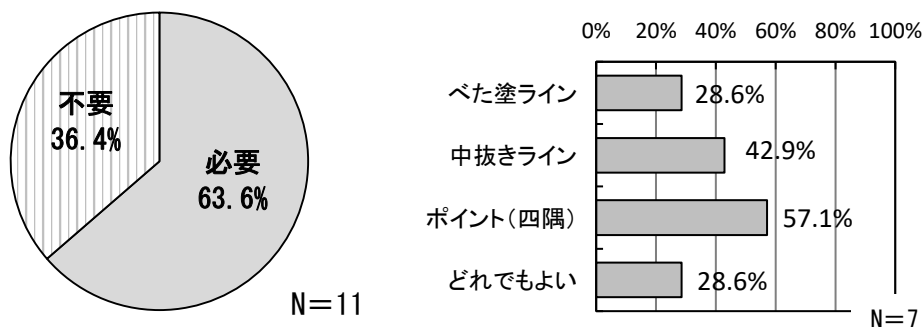 不要
36.4%
必要
63.6%
N=11
0% 20% 40% 60% 80% 100%
べた塗ライン 28.6%
中抜きライン 42.9%
ポイント(四隅) 57.1%
どれでもよい 28.6%
N=7